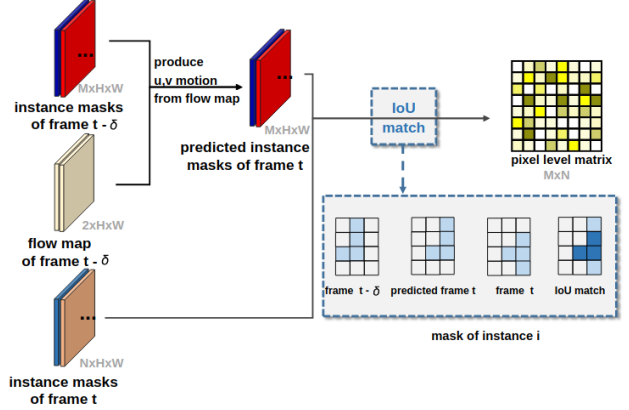 ...
MxHxW
instance masks
of frame t - δ
produce
u,v motion
from flow map
...
MxHxW
predicted instance
masks of frame t
IoU
match
pixel level matrix
MxN
2xHxW
flow map
of frame t - δ
frame t - δ
predicted frame t
frame t
IoU match
mask of instance i
...
NxHxW
instance masks
of frame t